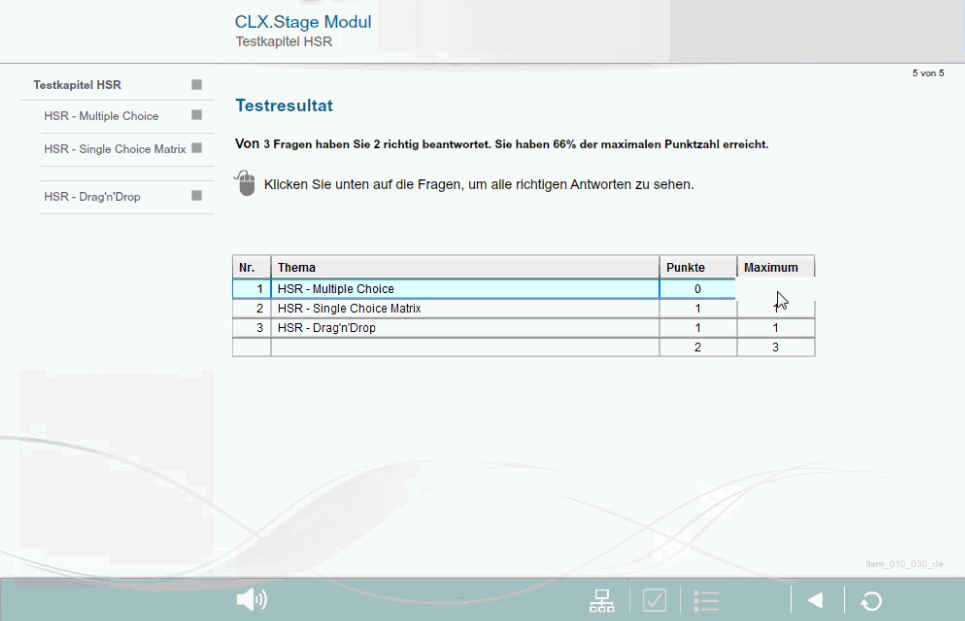 CLX.Stage Modul
Testkapitel HSR
5 von 5
Testkapitel HSR
HSR - Multiple Choice
HSR - Single Choice Matrix
HSR - Drag'n'Drop
Testresultat
Von 3 Fragen haben Sie 2 richtig beantwortet. Sie haben 66% der maximalen Punktzahl erreicht.
Klicken Sie unten auf die Fragen, um alle richtigen Antworten zu sehen.
Nr. Thema Punkte Maximum
1 HSR - Multiple Choice 0
2 HSR - Single Choice Matrix 1 1
3 HSR - Drag'n'Drop 1 1
2 3
item_010_030_de